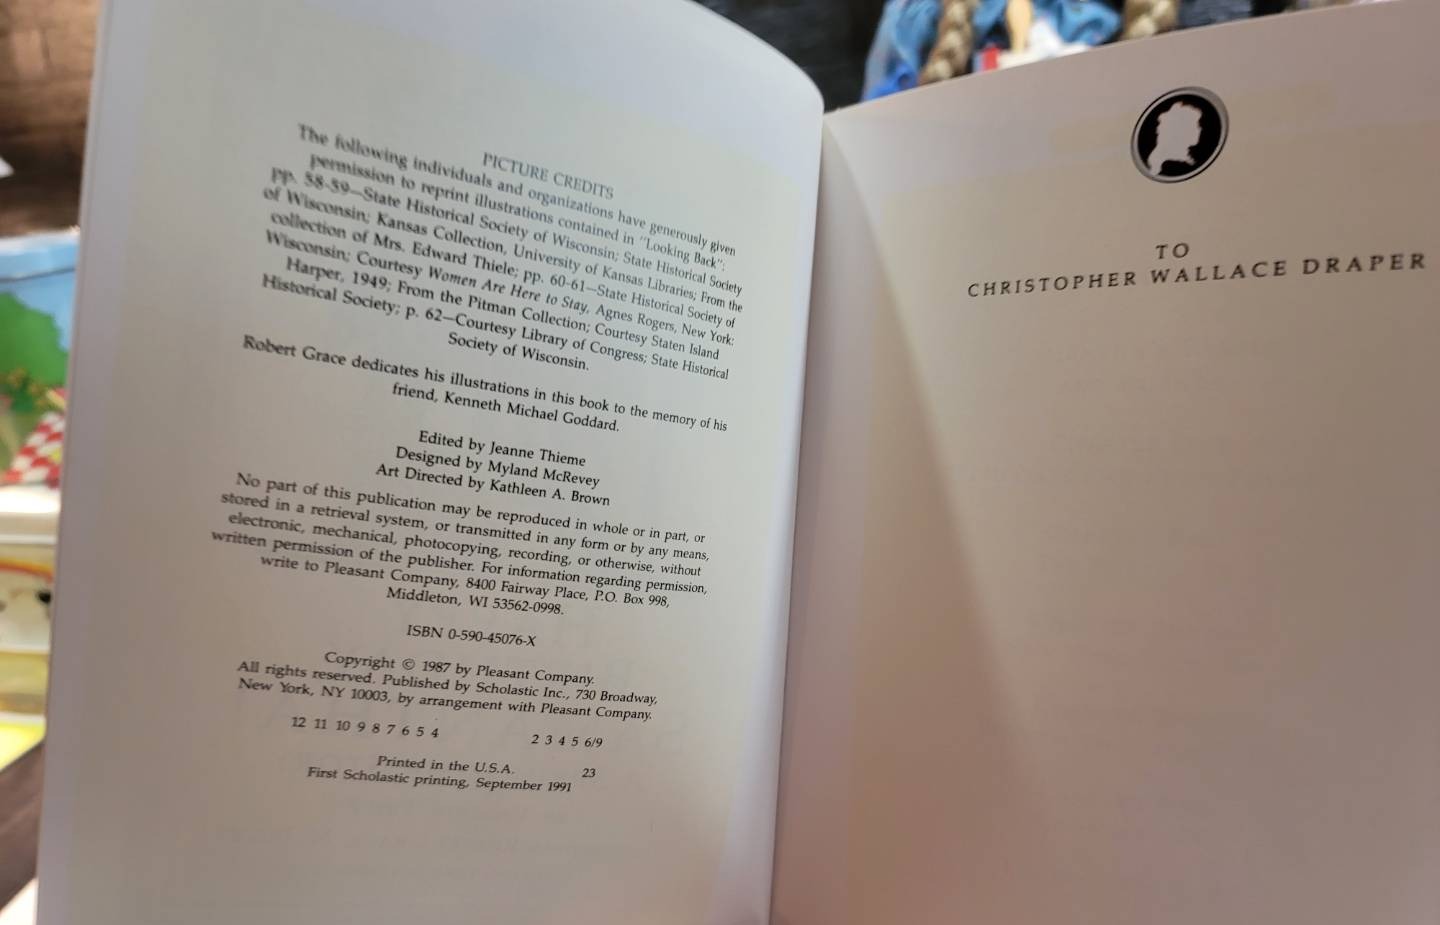 PICTURE CREDITS
The following individuals and organizations have generously given
permission to reprint illustrations contained in "Looking Back":
pp. 58-59—State Historical Society of Wisconsin; State Historical Society
of Wisconsin; Kansas Collection, University of Kansas Libraries; From the
collection of Mrs. Edward Thiele; pp. 60-61—State Historical Society of
Wisconsin; Courtesy Women Are Here to Stay, Agnes Rogers, New York:
Harper, 1949; From the Pitman Collection; Courtesy Staten Island
Historical Society; p. 62—Courtesy Library of Congress; State Historical
Society of Wisconsin.
Robert Grace dedicates his illustrations in this book to the memory of his
friend, Kenneth Michael Goddard.
Edited by Jeanne Thieme
Designed by Myland McRevey
Art Directed by Kathleen A. Brown
No part of this publication may be reproduced in whole or in part, or
stored in a retrieval system, or transmitted in any form or by any means,
electronic, mechanical, photocopying, recording, or otherwise, without
written permission of the publisher. For information regarding permission,
write to Pleasant Company, 8400 Fairway Place, P.O. Box 998,
Middleton, WI 53562-0998.
ISBN 0-590-45076-X
Copyright © 1987 by Pleasant Company.
All rights reserved. Published by Scholastic Inc., 730 Broadway,
New York, NY 10003, by arrangement with Pleasant Company.
12 11 10 9 8 7 6 5 4 2 3 4 5 6/9
Printed in the U.S.A. 23
First Scholastic printing, September 1991
TO
CHRISTOPHER WALLACE DRAPER